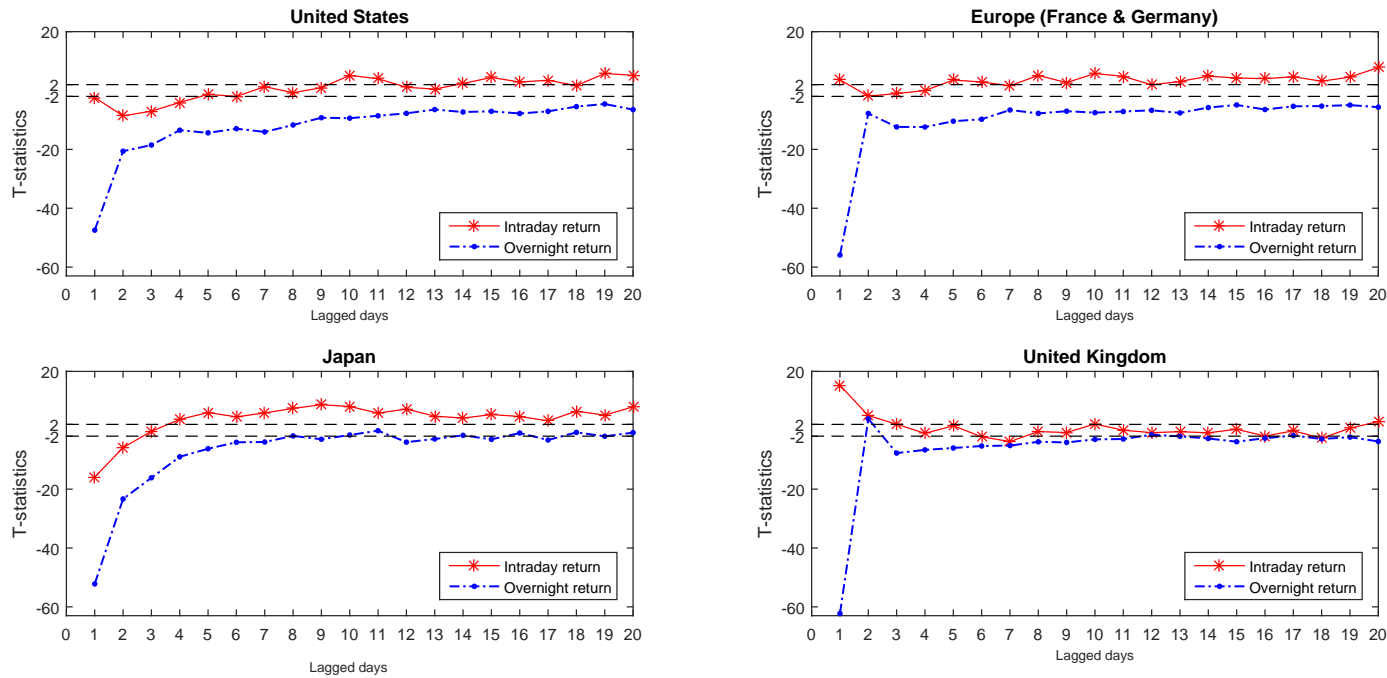 United States
20
2
-2
-20
-40
-60
T-statistics
Intraday return
Overnight return
0 1 2 3 4 5 6 7 8 9 10 11 12 13 14 15 16 17 18 19 20
Lagged days
Europe (France & Germany)
20
2
-2
-20
-40
-60
T-statistics
Intraday return
Overnight return
0 1 2 3 4 5 6 7 8 9 10 11 12 13 14 15 16 17 18 19 20
Lagged days
Japan
20
2
-2
-20
-40
-60
T-statistics
Intraday return
Overnight return
0 1 2 3 4 5 6 7 8 9 10 11 12 13 14 15 16 17 18 19 20
Lagged days
United Kingdom
20
2
-2
-20
-40
-60
T-statistics
Intraday return
Overnight return
0 1 2 3 4 5 6 7 8 9 10 11 12 13 14 15 16 17 18 19 20
Lagged days